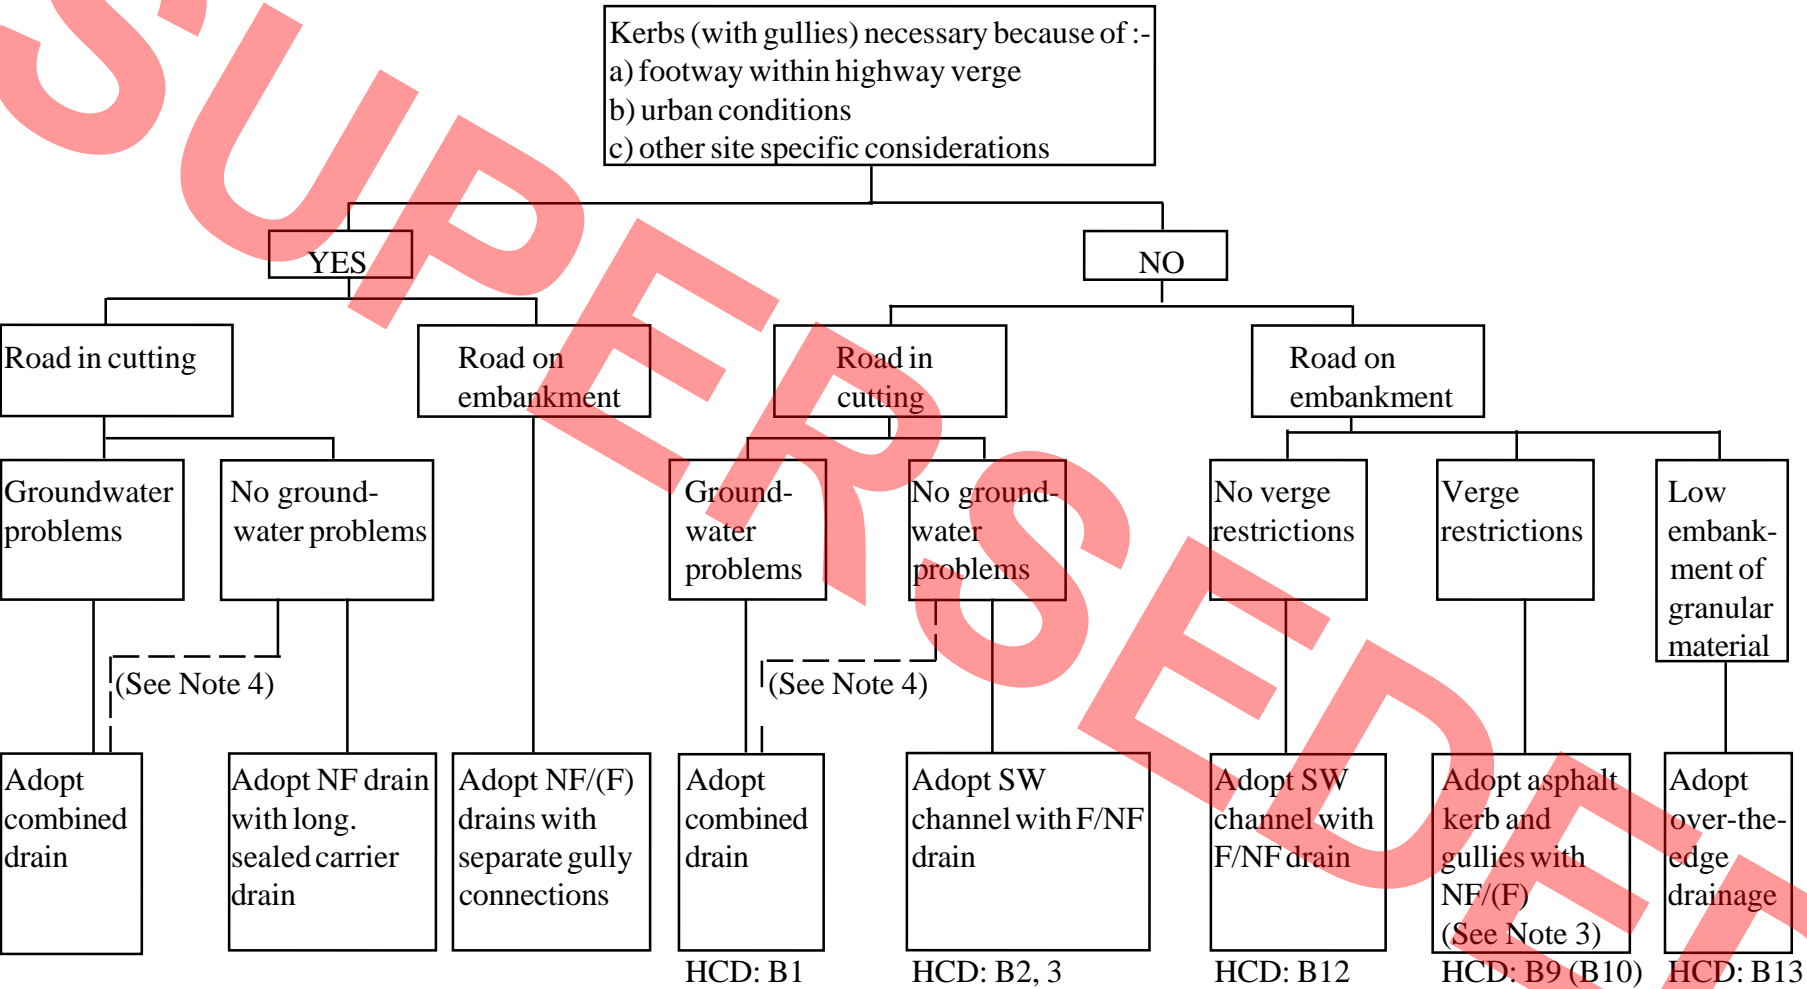 Kerbs (with gullies) necessary because of :-
a) footway within highway verge
b) urban conditions
c) other site specific considerations
YES
NO
Road in cutting
Road on
embankment
Road in
cutting
Road on
embankment
Groundwater
problems
No ground-
water problems
Ground-
water
problems
No ground-
water
problems
No verge
restrictions
Verge
restrictions
Low
embank-
ment of
granular
material
(See Note 4)
(See Note 4)
Adopt
combined
drain
Adopt NF drain
with long.
sealed carrier
drain
Adopt NF/(F)
drains with
separate gully
connections
Adopt
combined
drain
Adopt SW
channel with F/NF
drain
Adopt SW
channel with
F/NF drain
Adopt asphalt
kerb and
gullies with
NF/(F)
(See Note 3)
Adopt
over-the-
edge
drainage
HCD: B1
HCD: B2, 3
HCD: B12
HCD: B9 (B10)
HCD: B13
SUPERSEDED